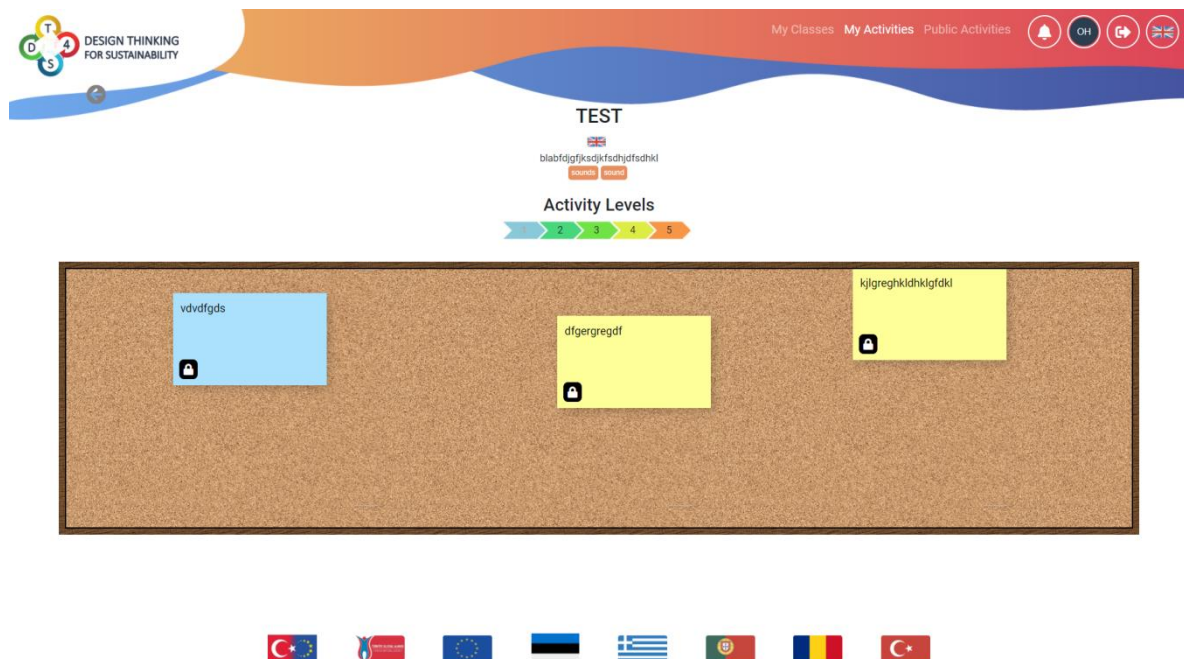 T
D 4
S
DESIGN THINKING
FOR SUSTAINABILITY
My Classes My Activities Public Activities OH
TEST
blabfdjgfjksdjkfsdhjdfsdhkl
sounds sound
Activity Levels
1 2 3 4 5
vdvdfgds
dfgergregdf
kjlgreghkldhklgfdkl